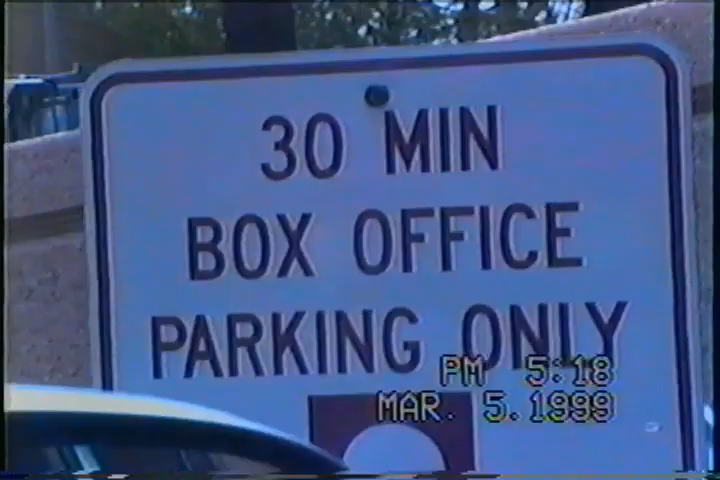 30 MIN
BOX OFFICE
PARKING ONLY
PM 5:18
MAR. 5.1999